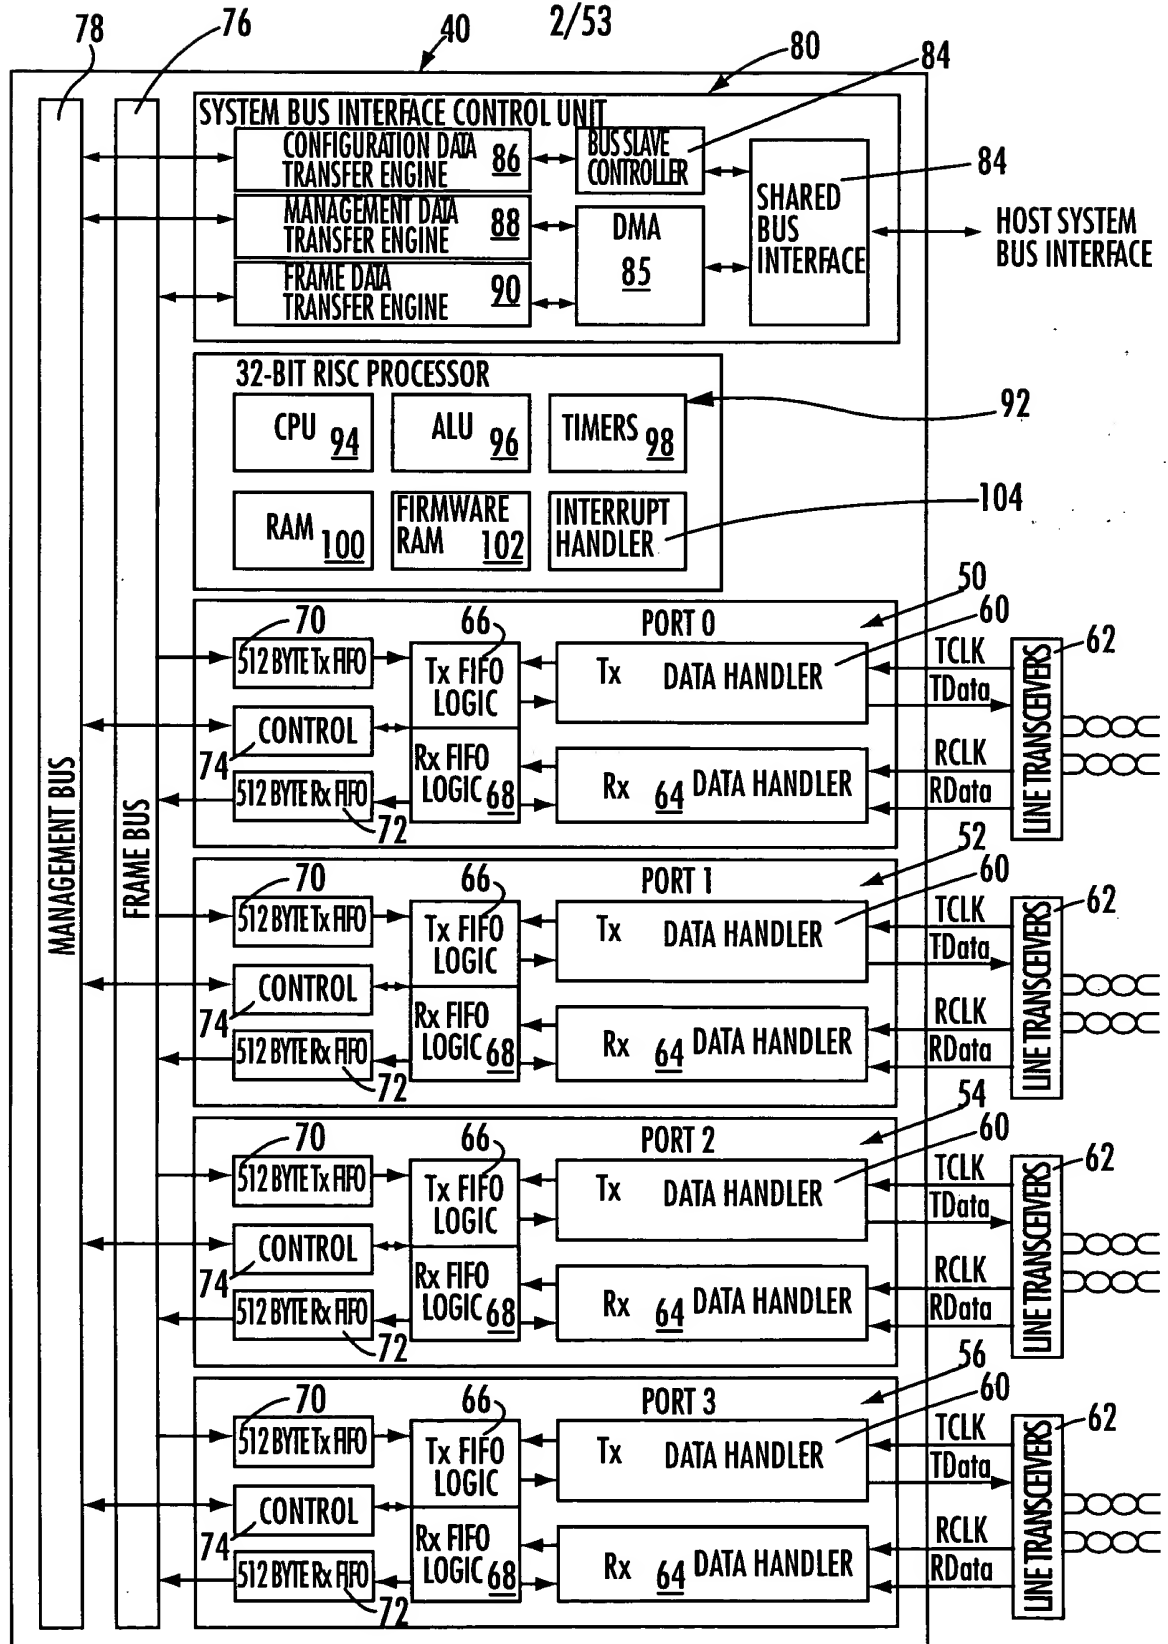 78
76
40
2/53
80
84
SYSTEM BUS INTERFACE CONTROL UNIT
CONFIGURATION DATA
TRANSFER ENGINE 86
BUS SLAVE
CONTROLLER
84
MANAGEMENT DATA
TRANSFER ENGINE 88
DMA
85
SHARED
BUS
INTERFACE
HOST SYSTEM
BUS INTERFACE
FRAME DATA
TRANSFER ENGINE 90
32-BIT RISC PROCESSOR
92
CPU 94
ALU 96
TIMERS 98
RAM 100
FIRMWARE
RAM 102
INTERRUPT
HANDLER
104
MANAGEMENT BUS
FRAME BUS
PORT 0
50
70
66
60
62
512 BYTE Tx FIFO
Tx FIFO
LOGIC
Tx DATA HANDLER
TCLK
TData
LINE TRANSCEIVERS
CONTROL
74
Rx FIFO
LOGIC 68
Rx 64 DATA HANDLER
RCLK
RData
512 BYTE Rx FIFO
72
PORT 1
52
70
66
60
62
512 BYTE Tx FIFO
Tx FIFO
LOGIC
Tx DATA HANDLER
TCLK
TData
LINE TRANSCEIVERS
CONTROL
74
Rx FIFO
LOGIC 68
Rx 64 DATA HANDLER
RCLK
RData
512 BYTE Rx FIFO
72
PORT 2
54
70
66
60
62
512 BYTE Tx FIFO
Tx FIFO
LOGIC
Tx DATA HANDLER
TCLK
TData
LINE TRANSCEIVERS
CONTROL
74
Rx FIFO
LOGIC 68
Rx 64 DATA HANDLER
RCLK
RData
512 BYTE Rx FIFO
72
PORT 3
56
70
66
60
62
512 BYTE Tx FIFO
Tx FIFO
LOGIC
Tx DATA HANDLER
TCLK
TData
LINE TRANSCEIVERS
CONTROL
74
Rx FIFO
LOGIC 68
Rx 64 DATA HANDLER
RCLK
RData
512 BYTE Rx FIFO
72